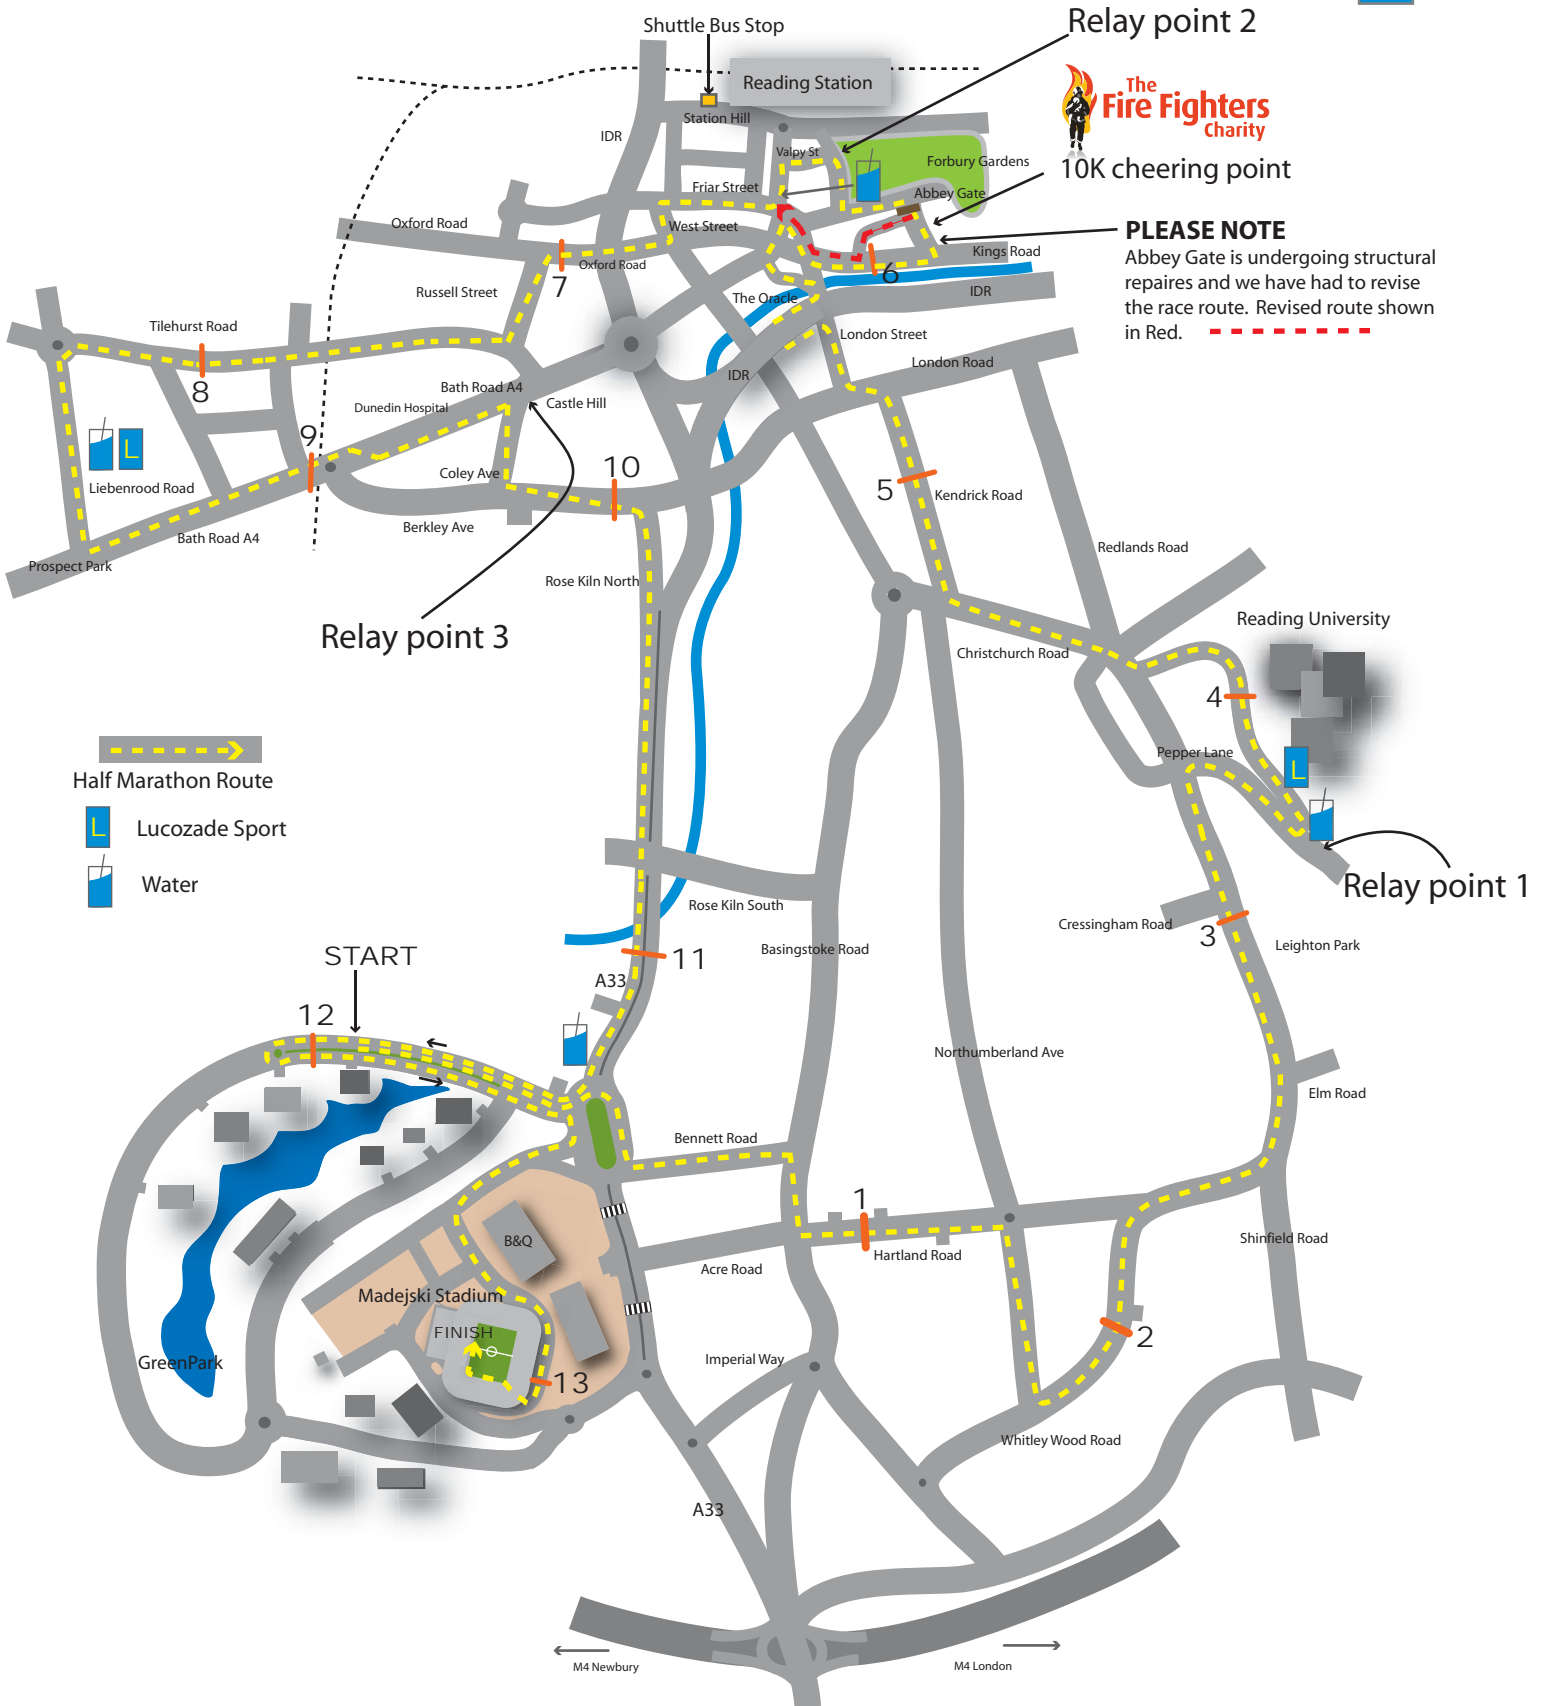 Shuttle Bus Stop
Relay point 2
Reading Station
The
Fire Fighters
Charity
Station Hill
IDR
Valpy St
Forbury Gardens
10K cheering point
Friar Street
Abbey Gate
Oxford Road
West Street
PLEASE NOTE
Abbey Gate is undergoing structural
repaires and we have had to revise
the race route. Revised route shown
in Red.
Kings Road
Oxford Road
7
6
Russell Street
The Oracle
IDR
Tilehurst Road
London Street
London Road
8
Bath Road A4
IDR
Dunedin Hospital
Castle Hill
9
L
Coley Ave
10
5
Liebenrood Road
Kendrick Road
Berkley Ave
Bath Road A4
Redlands Road
Prospect Park
Rose Kiln North
Relay point 3
Reading University
Christchurch Road
4
Pepper Lane
L
Half Marathon Route
L
Lucozade Sport
Water
Relay point 1
Rose Kiln South
Cressingham Road
3
Leighton Park
START
Basingstoke Road
11
A33
12
Northumberland Ave
Elm Road
Bennett Road
1
B&Q
Hartland Road
Acre Road
Shinfield Road
Madejski Stadium
FINISH
2
GreenPark
Imperial Way
13
Whitley Wood Road
A33
M4 Newbury
M4 London